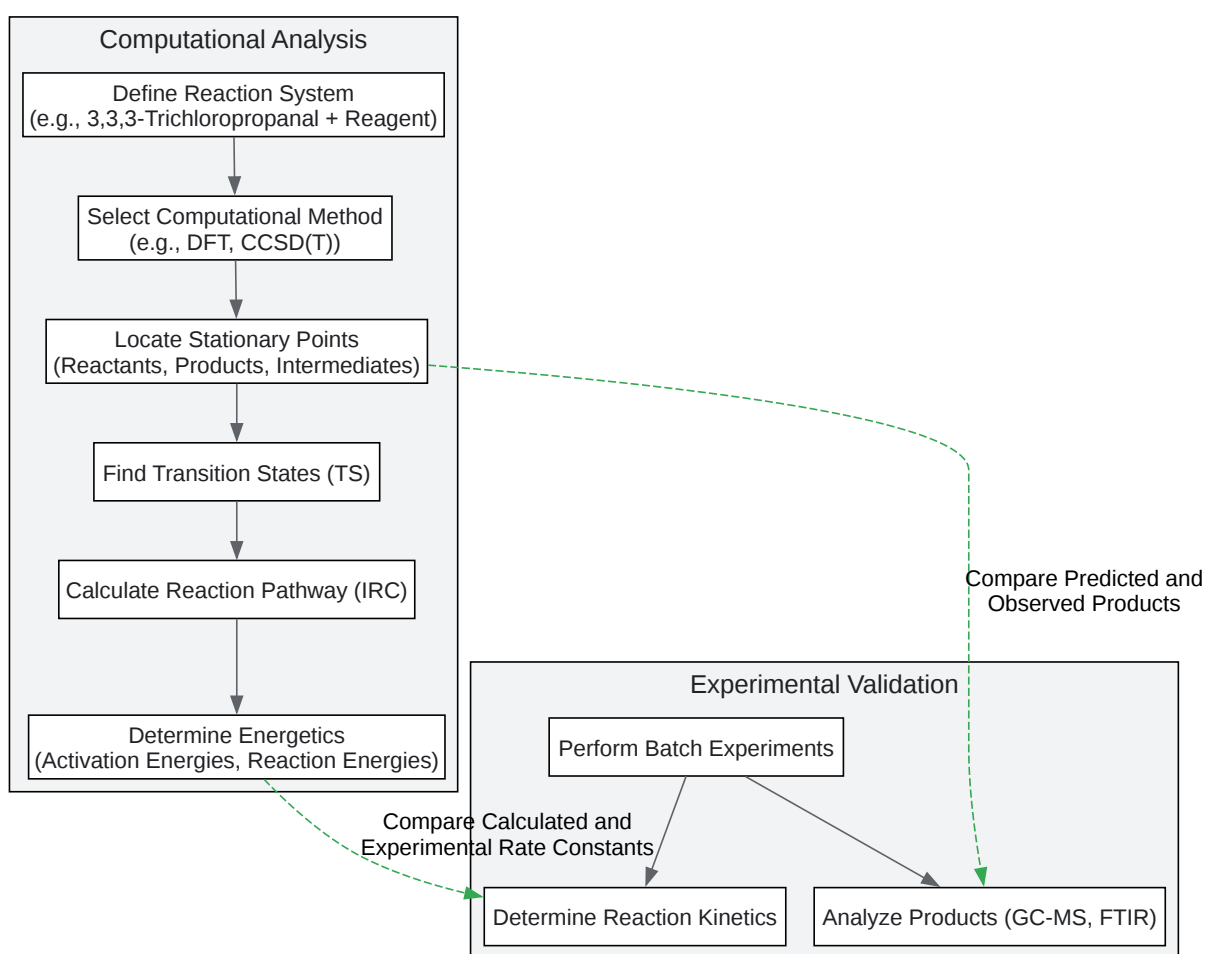 Computational Analysis
Define Reaction System
(e.g., 3,3,3-Trichloropropanal + Reagent)
Select Computational Method
(e.g., DFT, CCSD(T))
Locate Stationary Points
(Reactants, Products, Intermediates)
Find Transition States (TS)
Calculate Reaction Pathway (IRC)
Determine Energetics
(Activation Energies, Reaction Energies)
Compare Predicted and
Observed Products
Experimental Validation
Perform Batch Experiments
Compare Calculated and
Experimental Rate Constants
Determine Reaction Kinetics
Analyze Products (GC-MS, FTIR)